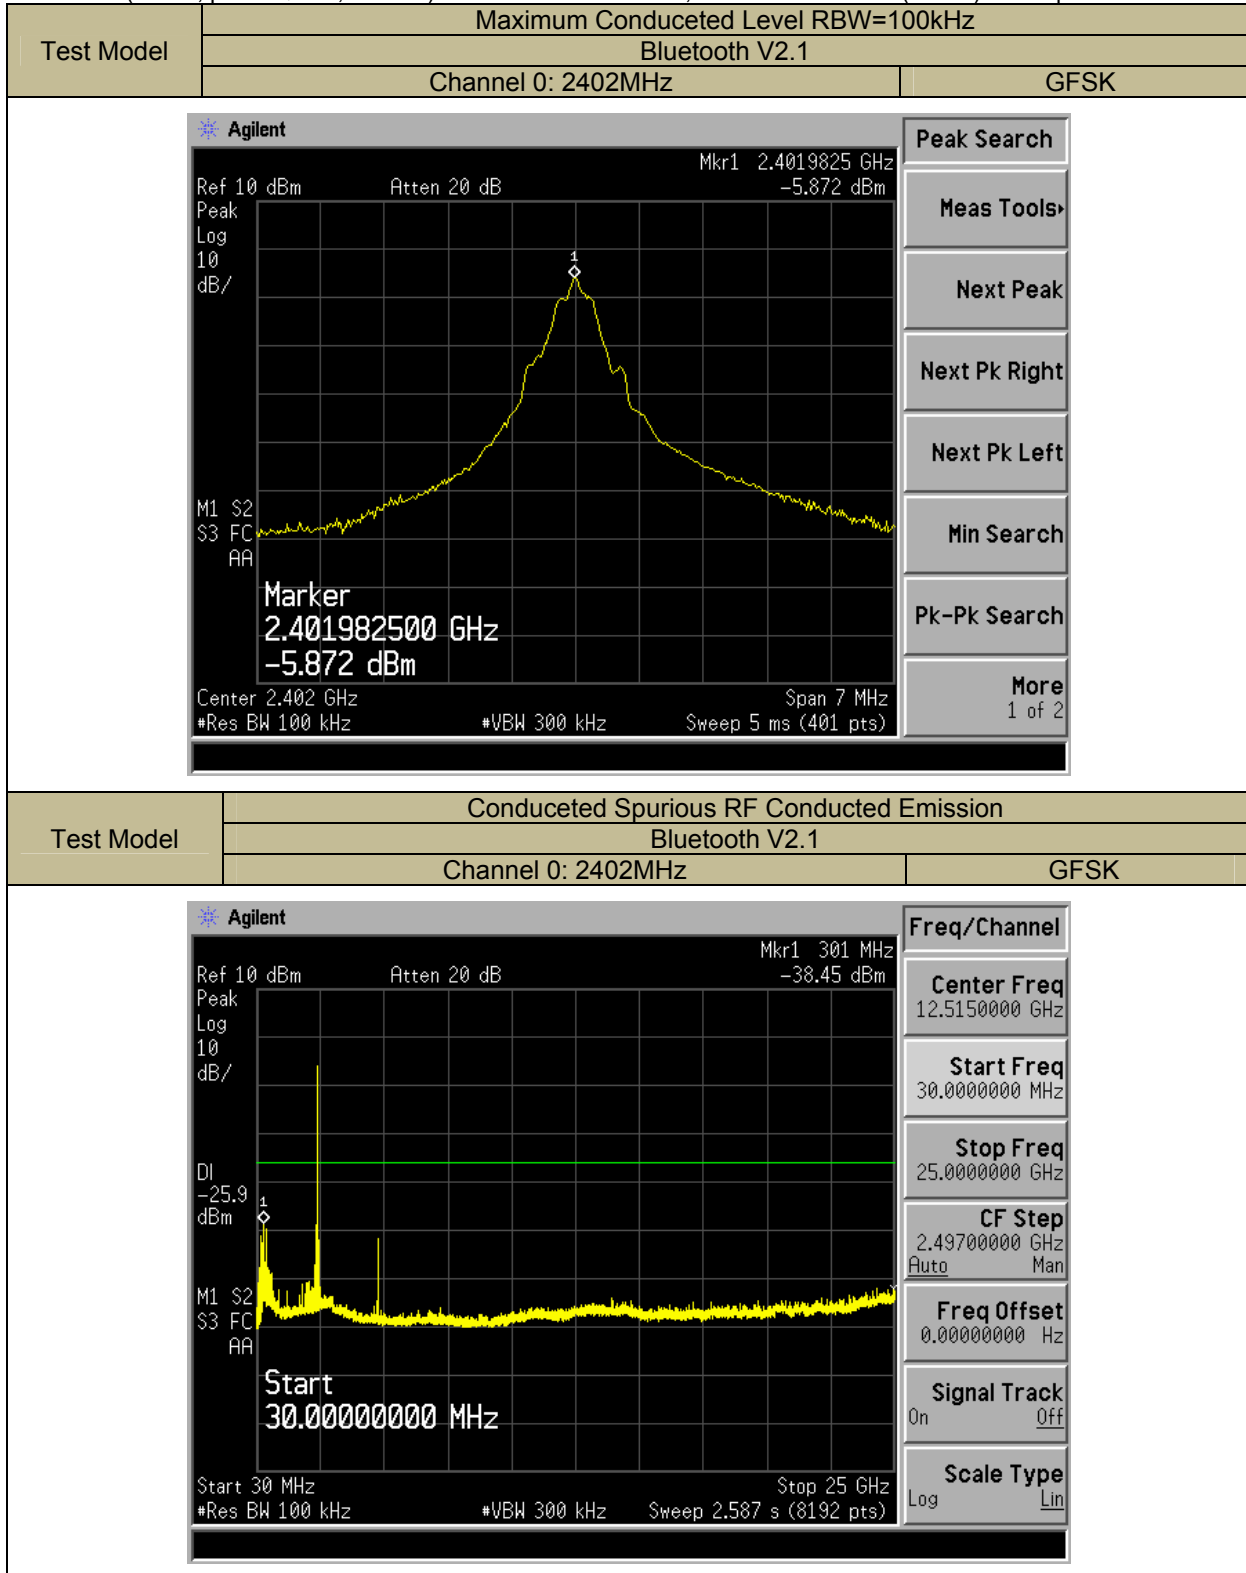 Maximum Conduceted Level RBW=100kHz
Test Model
Bluetooth V2.1
Channel 0: 2402MHz
GFSK
Agilent
Peak Search
Mkr1 2.4019825 GHz
Ref 10 dBm Atten 20 dB -5.872 dBm
Peak
Log
10
dB/
1
M1 S2
S3 FC
AA
Marker
2.401982500 GHz
-5.872 dBm
Center 2.402 GHz Span 7 MHz
#Res BW 100 kHz #VBW 300 kHz Sweep 5 ms (401 pts)
Meas Tools
Next Peak
Next Pk Right
Next Pk Left
Min Search
Pk-Pk Search
More
1 of 2
Conduceted Spurious RF Conducted Emission
Test Model
Bluetooth V2.1
Channel 0: 2402MHz
GFSK
Agilent
Freq/Channel
Mkr1 301 MHz
Ref 10 dBm Atten 20 dB -38.45 dBm
Peak
Log
10
dB/
DI
-25.9
dBm
1
M1 S2
S3 FC
AA
Start
30.00000000 MHz
Start 30 MHz Stop 25 GHz
#Res BW 100 kHz #VBW 300 kHz Sweep 2.587 s (8192 pts)
Center Freq
12.5150000 GHz
Start Freq
30.0000000 MHz
Stop Freq
25.0000000 GHz
CF Step
2.49700000 GHz
Auto Man
Freq Offset
0.00000000 Hz
Signal Track
On Off
Scale Type
Log Lin